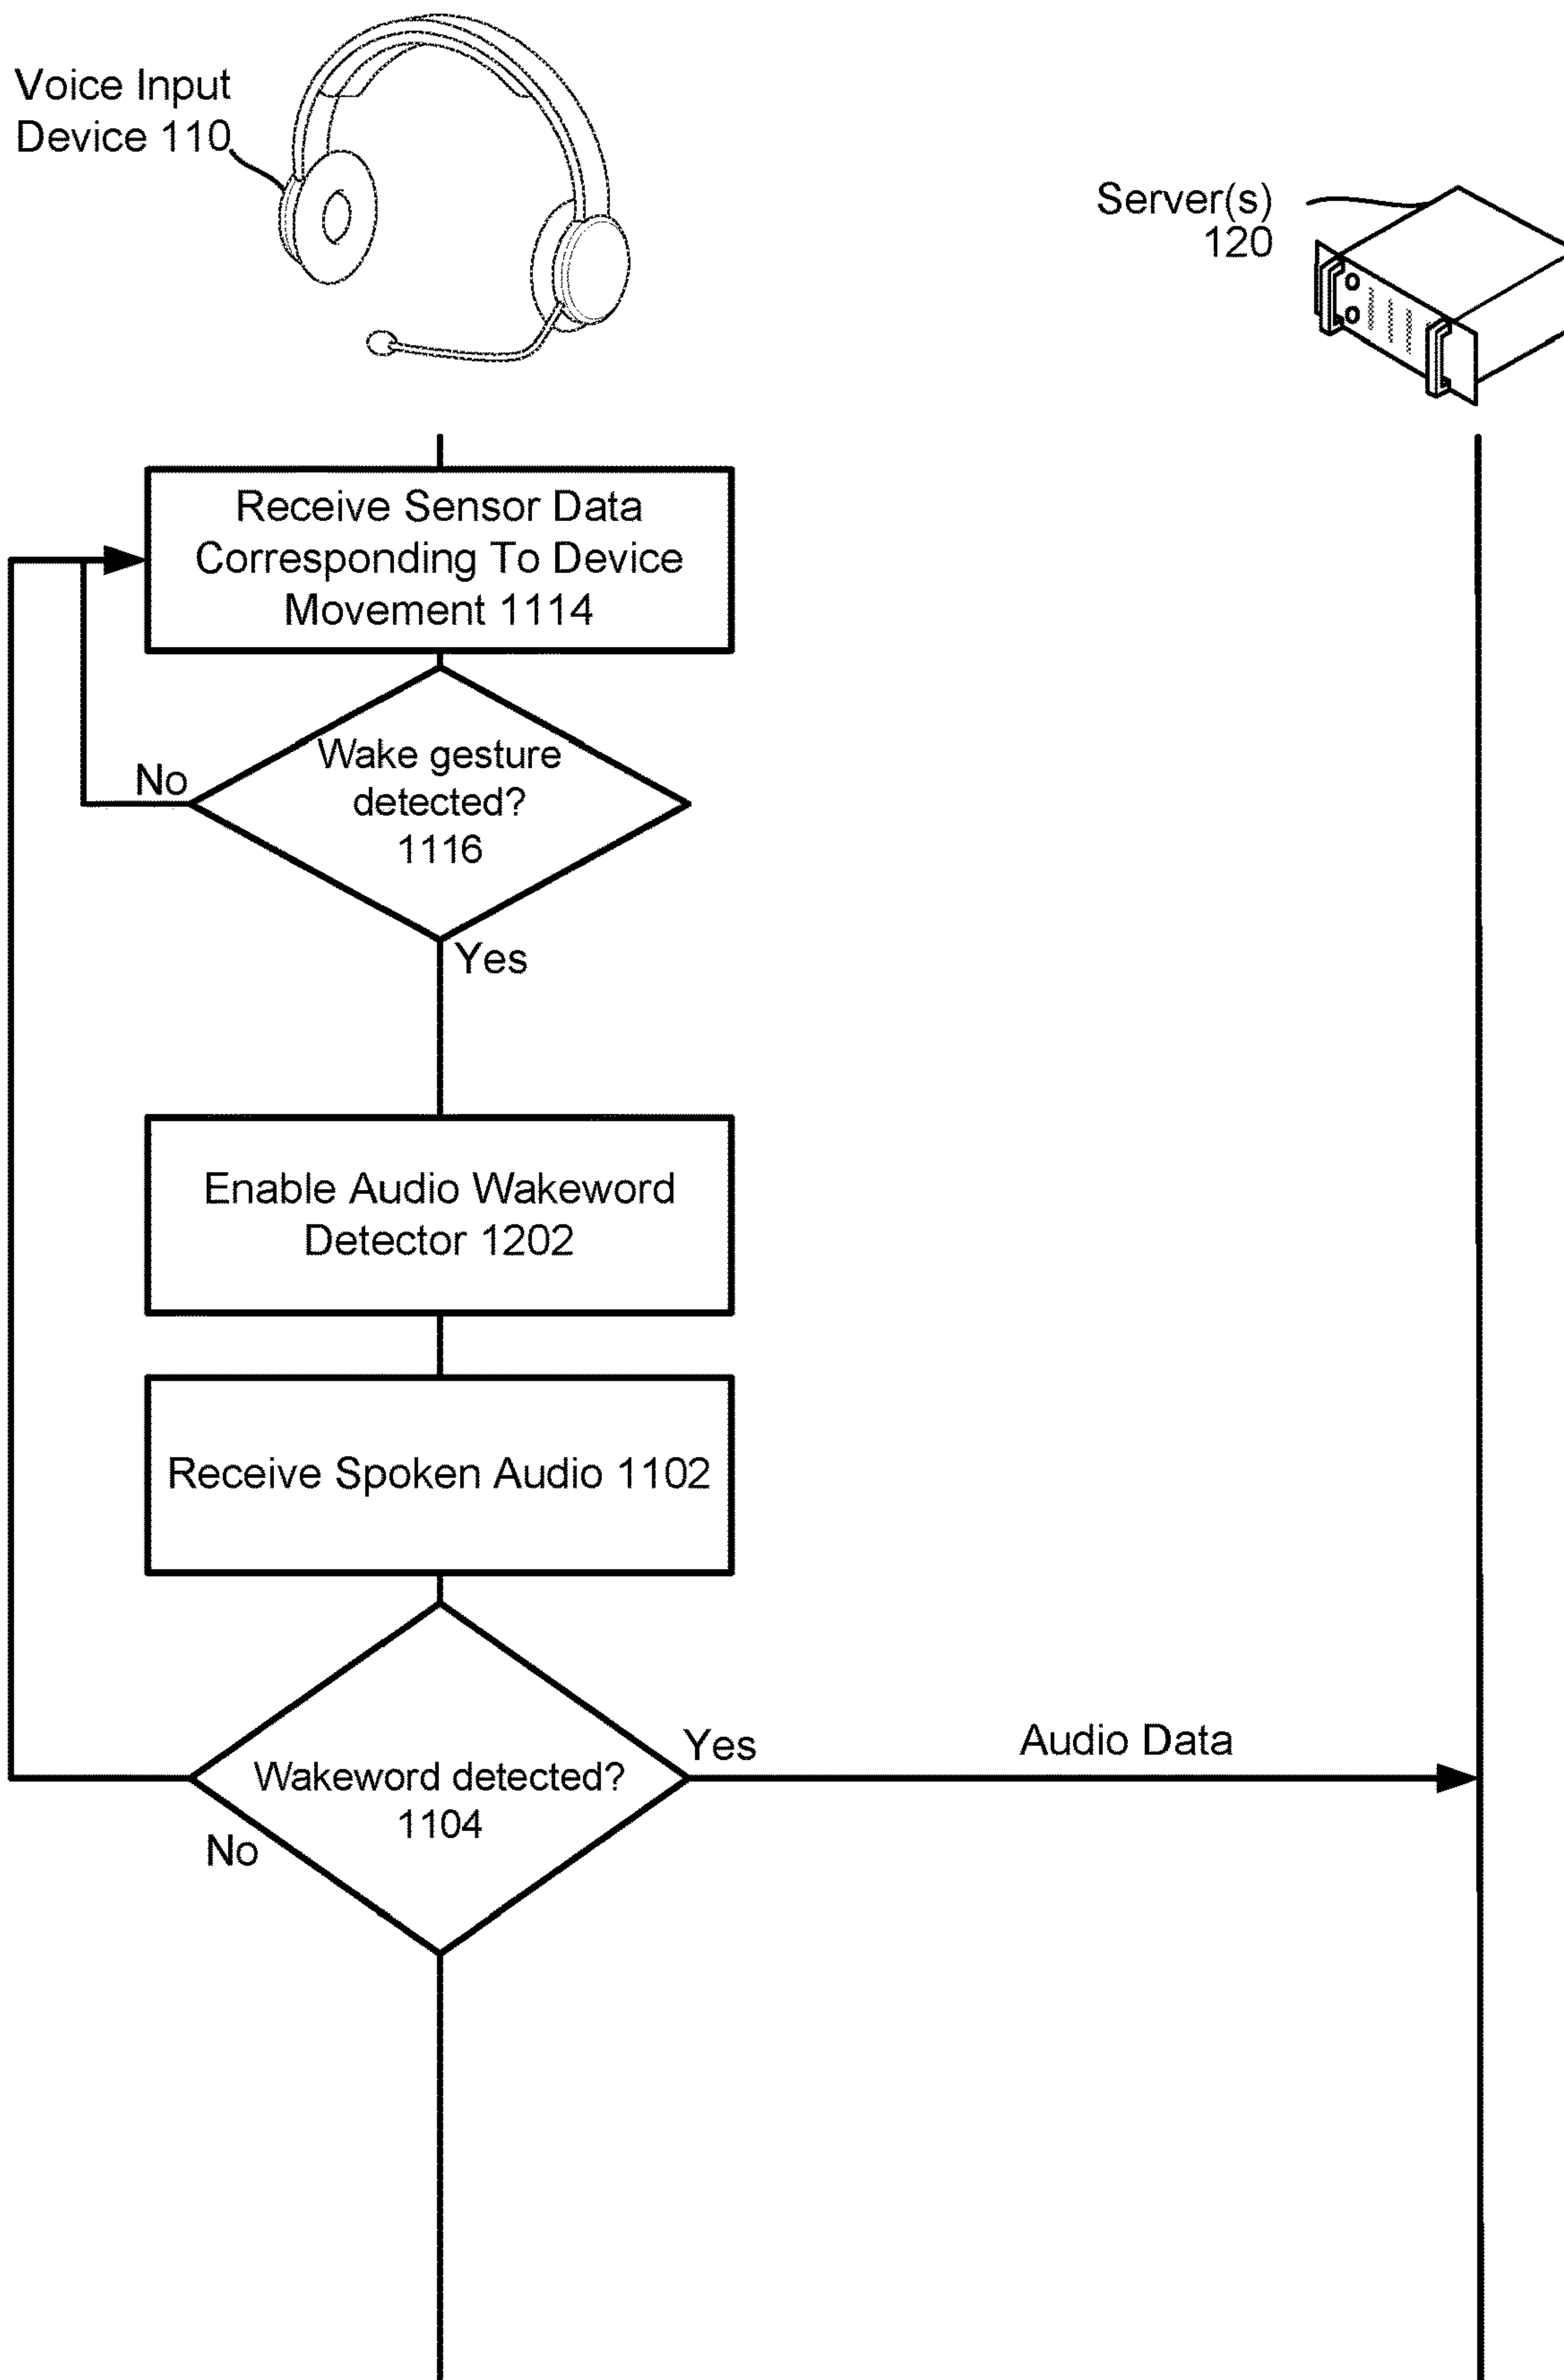 Voice Input
Device 110
Server(s)
120
Receive Sensor Data
Corresponding To Device
Movement 1114
Wake gesture
detected?
1116
No
Yes
Enable Audio Wakeword
Detector 1202
Receive Spoken Audio 1102
Wakeword detected?
1104
Yes
Audio Data
No